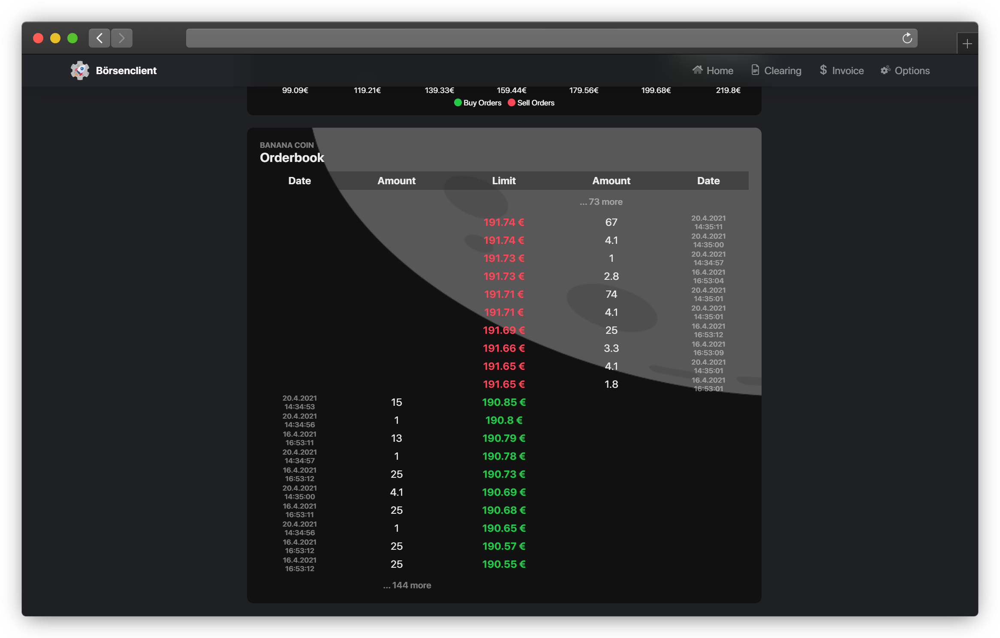 Börsenclient
Home Clearing Invoice Options
99.09€ 119.21€ 139.33€ 159.44€ 179.56€ 199.68€ 219.8€
Buy Orders Sell Orders
BANANA COIN
Orderbook
Date Amount Limit Amount Date
... 73 more
191.74 € 67 20.4.2021 14:35:11
191.74 € 4.1 20.4.2021 14:35:00
191.73 € 1 20.4.2021 14:34:57
191.73 € 2.8 16.4.2021 16:53:04
191.71 € 74 20.4.2021 14:35:01
191.71 € 4.1 20.4.2021 14:35:01
191.69 € 25 16.4.2021 16:53:12
191.66 € 3.3 16.4.2021 16:53:09
191.65 € 4.1 20.4.2021 14:35:01
191.65 € 1.8 16.4.2021 16:53:01
20.4.2021 14:34:53 15 190.85 €
20.4.2021 14:34:56 1 190.8 €
16.4.2021 16:53:11 13 190.79 €
20.4.2021 14:34:57 1 190.78 €
16.4.2021 16:53:12 25 190.73 €
20.4.2021 14:35:00 4.1 190.69 €
16.4.2021 16:53:11 25 190.68 €
20.4.2021 14:34:56 1 190.65 €
16.4.2021 16:53:12 25 190.57 €
16.4.2021 16:53:12 25 190.55 €
... 144 more